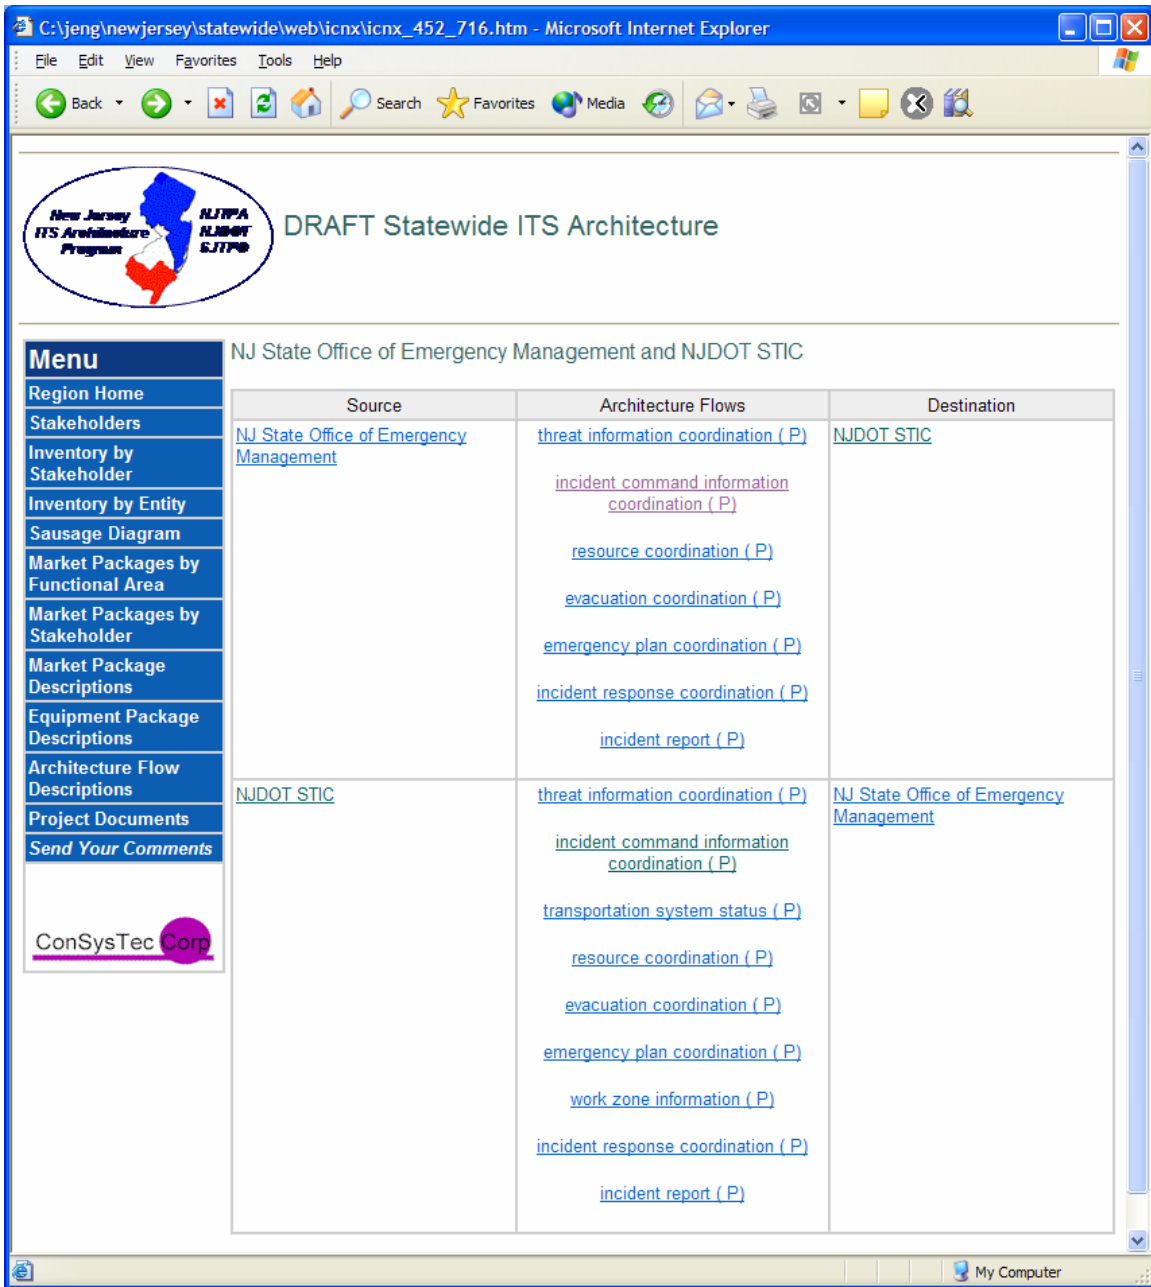 C:\jeng\newjersey\statewide\web\icnx\icnx_452_716.htm - Microsoft Internet Explorer
File Edit View Favorites Tools Help
Back Search Favorites Media
New Jersey
ITS Architecture
Program
NJTPA
NJDOT
SJTPO
DRAFT Statewide ITS Architecture
Menu
Region Home
Stakeholders
Inventory by
Stakeholder
Inventory by Entity
Sausage Diagram
Market Packages by
Functional Area
Market Packages by
Stakeholder
Market Package
Descriptions
Equipment Package
Descriptions
Architecture Flow
Descriptions
Project Documents
Send Your Comments
ConSysTec Corp
NJ State Office of Emergency Management and NJDOT STIC
Source Architecture Flows Destination
NJ State Office of Emergency
Management
threat information coordination ( P)
incident command information
coordination ( P)
resource coordination ( P)
evacuation coordination ( P)
emergency plan coordination ( P)
incident response coordination ( P)
incident report ( P)
NJDOT STIC
NJDOT STIC
threat information coordination ( P)
incident command information
coordination ( P)
transportation system status ( P)
resource coordination ( P)
evacuation coordination ( P)
emergency plan coordination ( P)
work zone information ( P)
incident response coordination ( P)
incident report ( P)
NJ State Office of Emergency
Management
My Computer